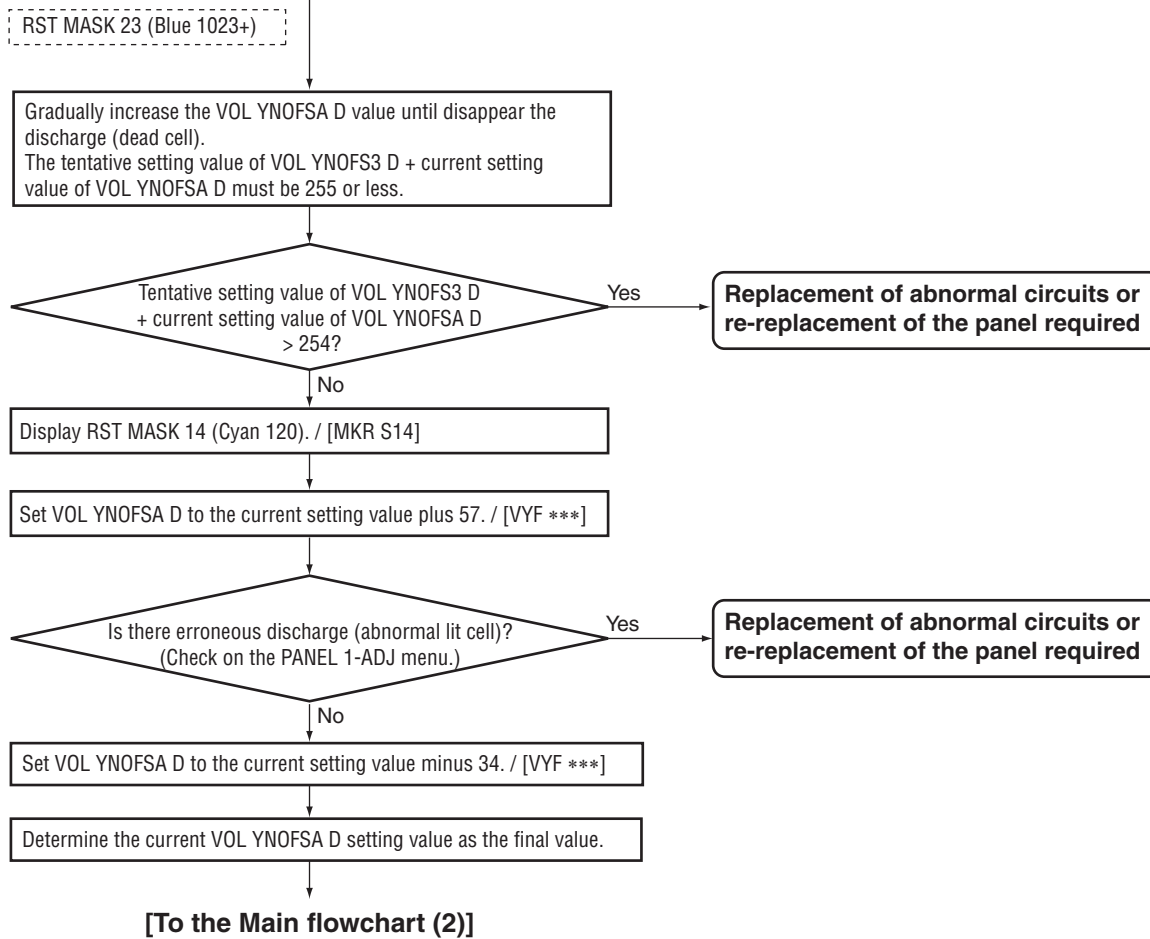 RST MASK 23 (Blue 1023+)
Gradually increase the VOL YNOFSA D value until disappear the
discharge (dead cell).
The tentative setting value of VOL YNOFS3 D + current setting
value of VOL YNOFSA D must be 255 or less.
Tentative setting value of VOL YNOFS3 D
+ current setting value of VOL YNOFSA D
> 254?
Yes
Replacement of abnormal circuits or
re-replacement of the panel required
No
Display RST MASK 14 (Cyan 120). / [MKR S14]
Set VOL YNOFSA D to the current setting value plus 57. / [VYF ***]
Is there erroneous discharge (abnormal lit cell)?
(Check on the PANEL 1-ADJ menu.)
Yes
Replacement of abnormal circuits or
re-replacement of the panel required
No
Set VOL YNOFSA D to the current setting value minus 34. / [VYF ***]
Determine the current VOL YNOFSA D setting value as the final value.
[To the Main flowchart (2)]